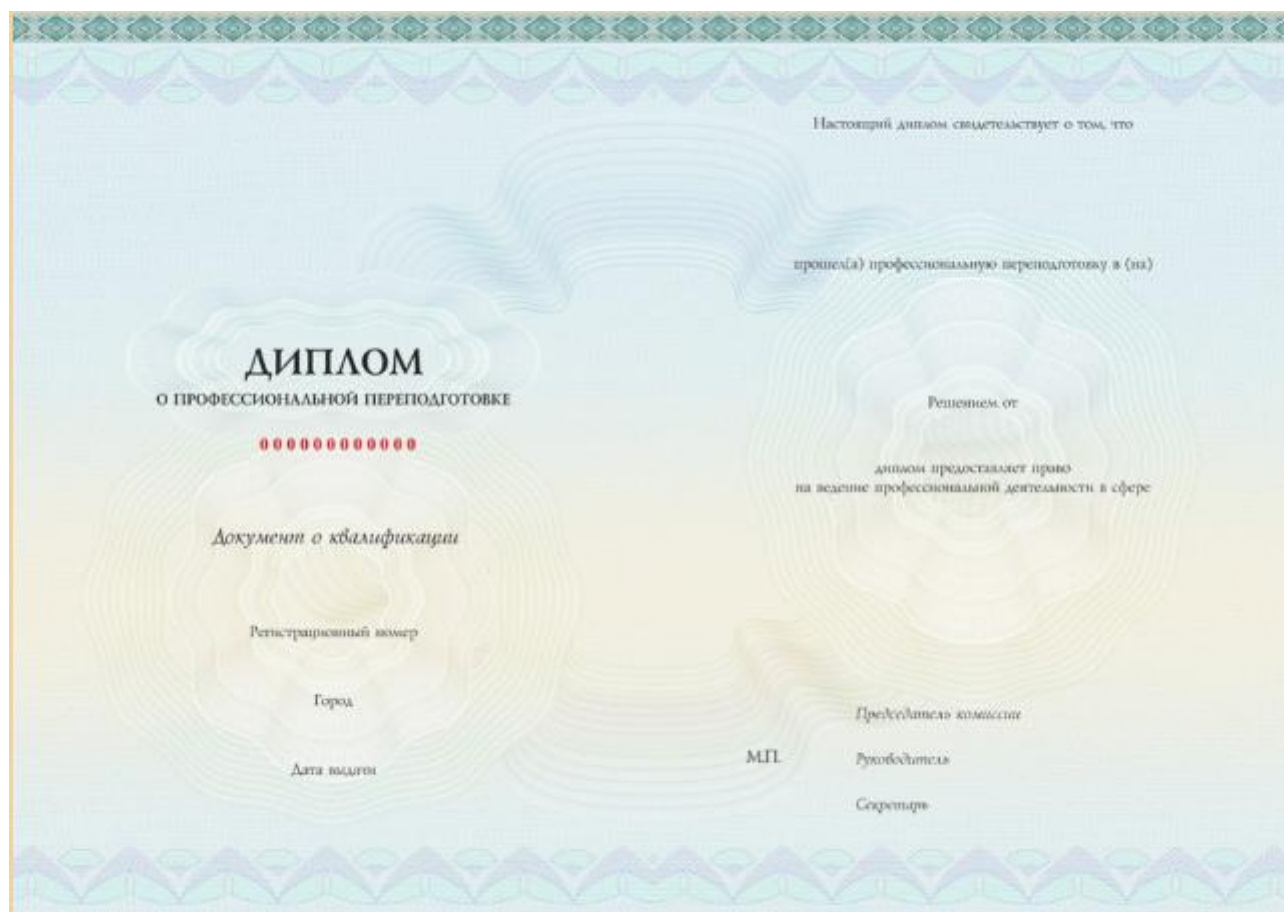 ДИПЛОМ
О ПРОФЕССИОНАЛЬНОЙ ПЕРЕПОДГОТОВКЕ
000000000000
Документ о квалификации
Регистрационный номер
Город
Дата выдачи
Настоящий диплом свидетельствует о том, что
прошел(а) профессиональную переподготовку в (на)
Решением от
диплом предоставляет право
на ведение профессиональной деятельности в сфере
Председатель комиссии
М.П.
Руководитель
Секретарь